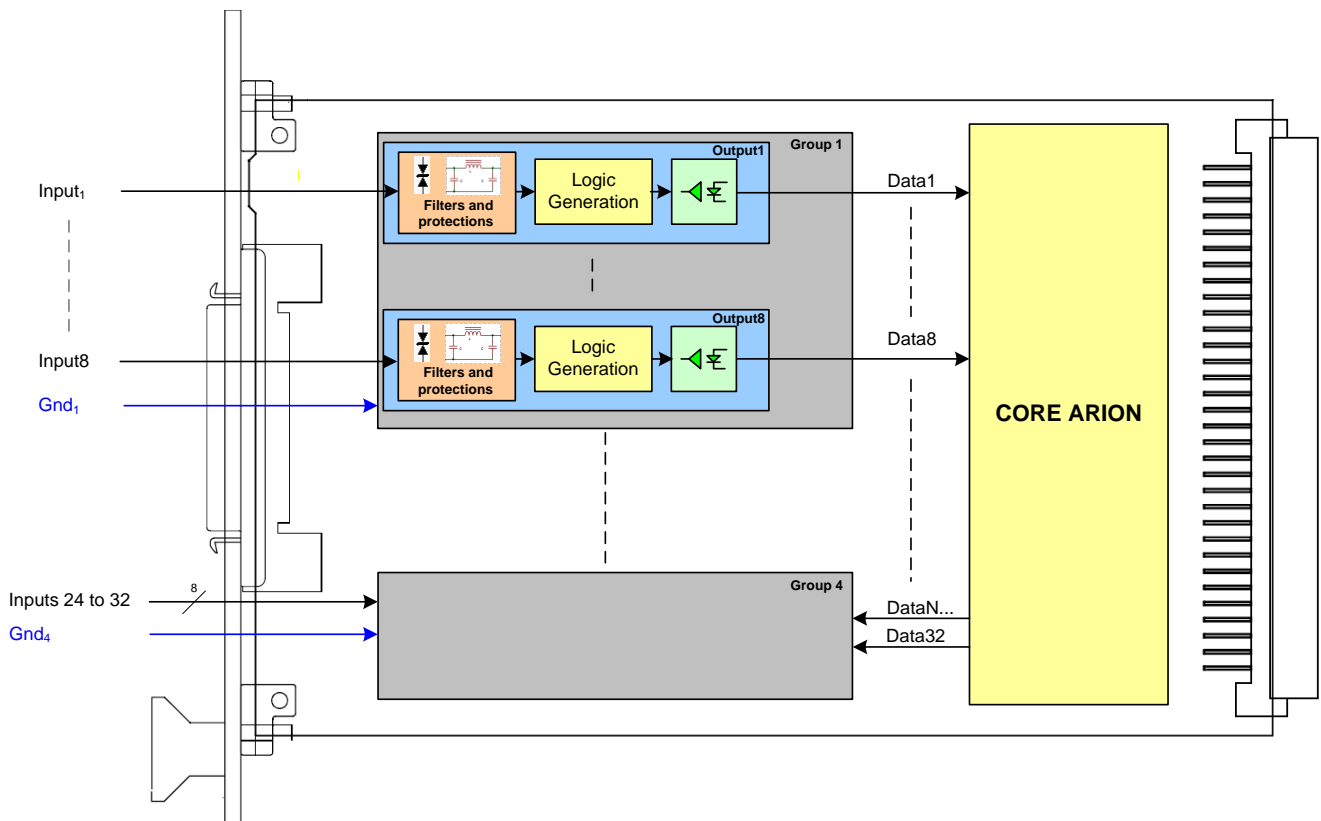 Group 1
Output1
Input₁
Filters and
protections
Logic
Generation
Data1
Output8
Input8
Filters and
protections
Logic
Generation
Data8
Gnd₁
CORE ARION
Group 4
Inputs 24 to 32
8
DataN...
Gnd₄
Data32